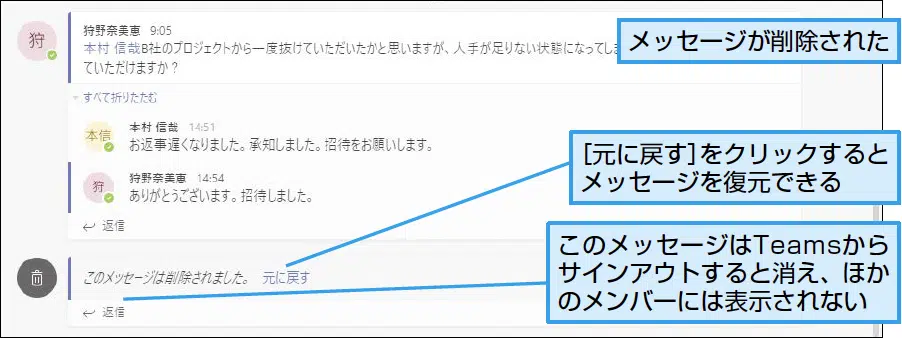 狩
狩野奈美恵 9:05
本村 信哉B社のプロジェクトから一度抜けていただいたかと思いますが、人手が足りない状態になってしま
ていただけますか？
メッセージが削除された
すべて折りたたむ
本信
本村 信哉 14:51
お返事遅くなりました。承知しました。招待をお願いします。
狩
狩野奈美恵 14:54
ありがとうございます。招待しました。
返信
[元に戻す]をクリックすると
メッセージを復元できる
このメッセージは削除されました。 元に戻す
返信
このメッセージはTeamsから
サインアウトすると消え、ほか
のメンバーには表示されない